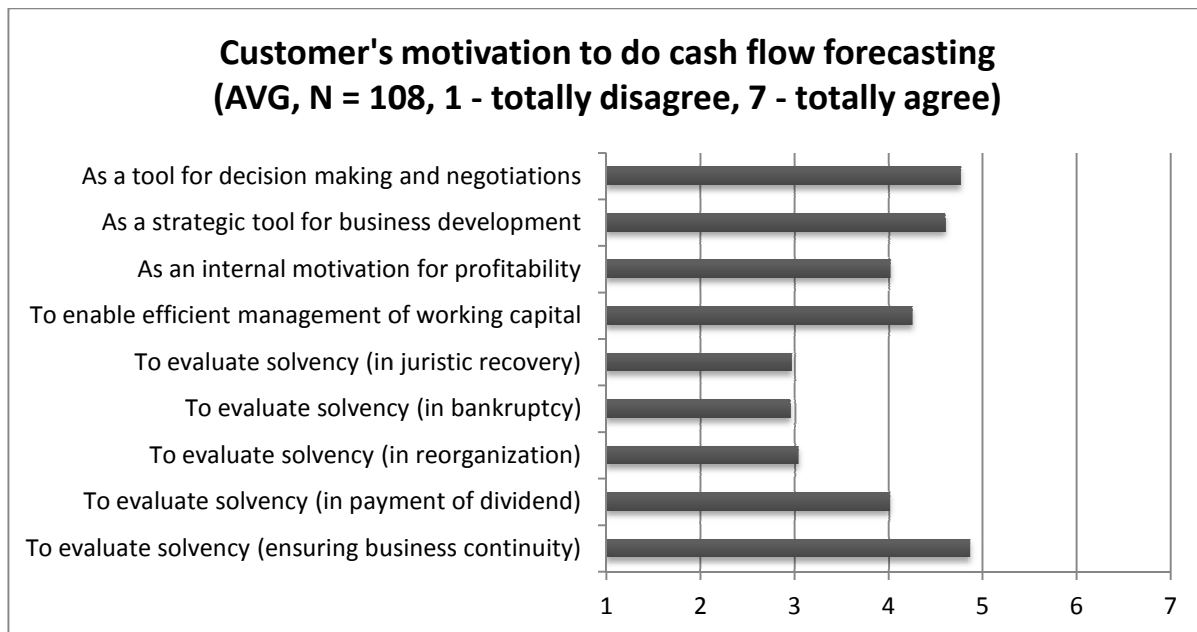 Customer's motivation to do cash flow forecasting
(AVG, N = 108, 1 - totally disagree, 7 - totally agree)
As a tool for decision making and negotiations
As a strategic tool for business development
As an internal motivation for profitability
To enable efficient management of working capital
To evaluate solvency (in juristic recovery)
To evaluate solvency (in bankruptcy)
To evaluate solvency (in reorganization)
To evaluate solvency (in payment of dividend)
To evaluate solvency (ensuring business continuity)
1 2 3 4 5 6 7